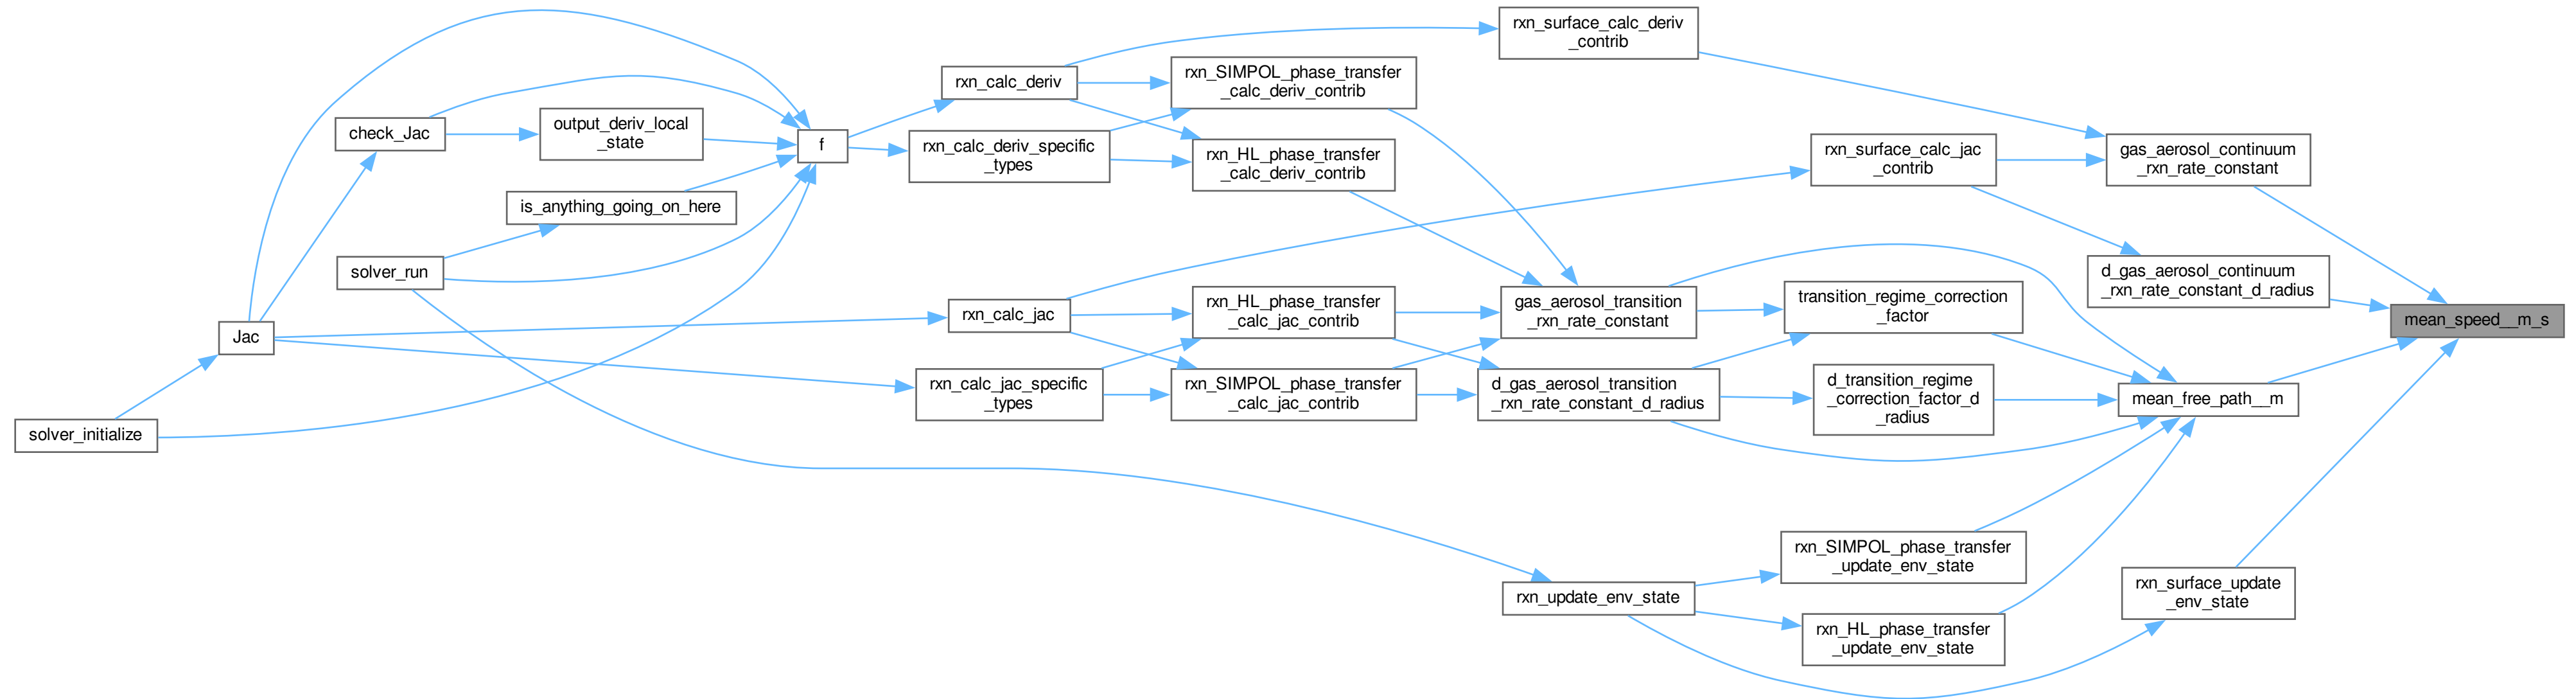 rxn_surface_calc_deriv
_contrib
rxn_calc_deriv
rxn_SIMPOL_phase_transfer
_calc_deriv_contrib
check_Jac
output_deriv_local
_state
f
rxn_calc_deriv_specific
_types
rxn_HL_phase_transfer
_calc_deriv_contrib
rxn_surface_calc_jac
_contrib
gas_aerosol_continuum
_rxn_rate_constant
is_anything_going_on_here
solver_run
d_gas_aerosol_continuum
_rxn_rate_constant_d_radius
rxn_calc_jac
rxn_HL_phase_transfer
_calc_jac_contrib
gas_aerosol_transition
_rxn_rate_constant
transition_regime_correction
_factor
mean_speed__m_s
Jac
rxn_calc_jac_specific
_types
rxn_SIMPOL_phase_transfer
_calc_jac_contrib
d_gas_aerosol_transition
_rxn_rate_constant_d_radius
d_transition_regime
_correction_factor_d
_radius
mean_free_path__m
solver_initialize
rxn_SIMPOL_phase_transfer
_update_env_state
rxn_update_env_state
rxn_surface_update
_env_state
rxn_HL_phase_transfer
_update_env_state